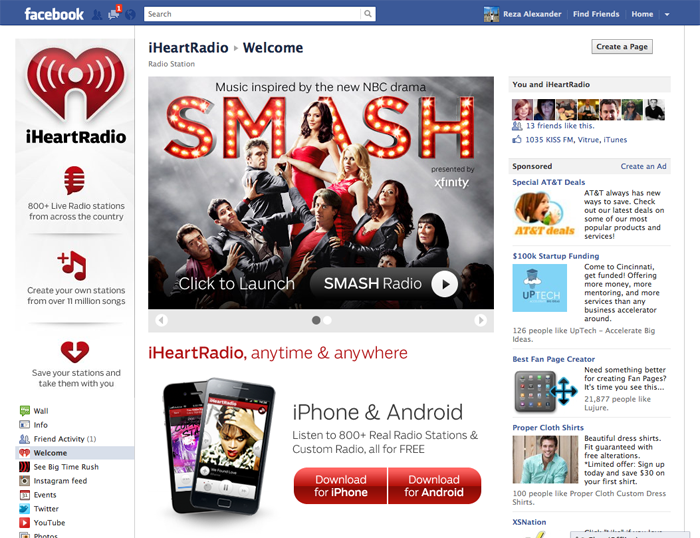 facebook
1
Search
Reza Alexander
Find Friends
Home
iHeartRadio
800+ Live Radio stations
from across the country
Create your own stations
from over 11 million songs
Save your stations and
take them with you
Wall
Info
Friend Activity (1)
Welcome
See Big Time Rush
Instagram feed
Events
Twitter
YouTube
Photos
iHeartRadio ▸ Welcome
Radio Station
Create a Page
Music inspired by the new NBC drama
SMASH
presented by
xfinity
Click to Launch
SMASH Radio
iHeartRadio, anytime & anywhere
iHeartRadio
iPhone & Android
Listen to 800+ Real Radio Stations &
Custom Radio, all for FREE
Download
for iPhone
Download
for Android
You and iHeartRadio
13 friends like this.
1035 KISS FM, Vitrue, iTunes
Sponsored
Create an Ad
Special AT&T Deals
AT&T deals
AT&T always has new
ways to save. Check
out our latest deals on
some of our most
popular products and
services!
$100k Startup Funding
UPTECH
Come to Cincinnati,
get funded! Offering
more money, more
mentoring, and more
services than any
business accelerator
anywhere.
126 people like UpTech – Accelerate Big
Ideas.
Best Fan Page Creator
Need something better
for creating Fan Pages?
It's time you see this...
21,877 people like
Lujure.
Proper Cloth Shirts
Beautiful dress shirts.
Fit guaranteed with
free alterations.
*Limited offer: Sign up
today and save $30 on
your first shirt.
100 people like Proper Cloth Custom Dress
Shirts.
XSNation